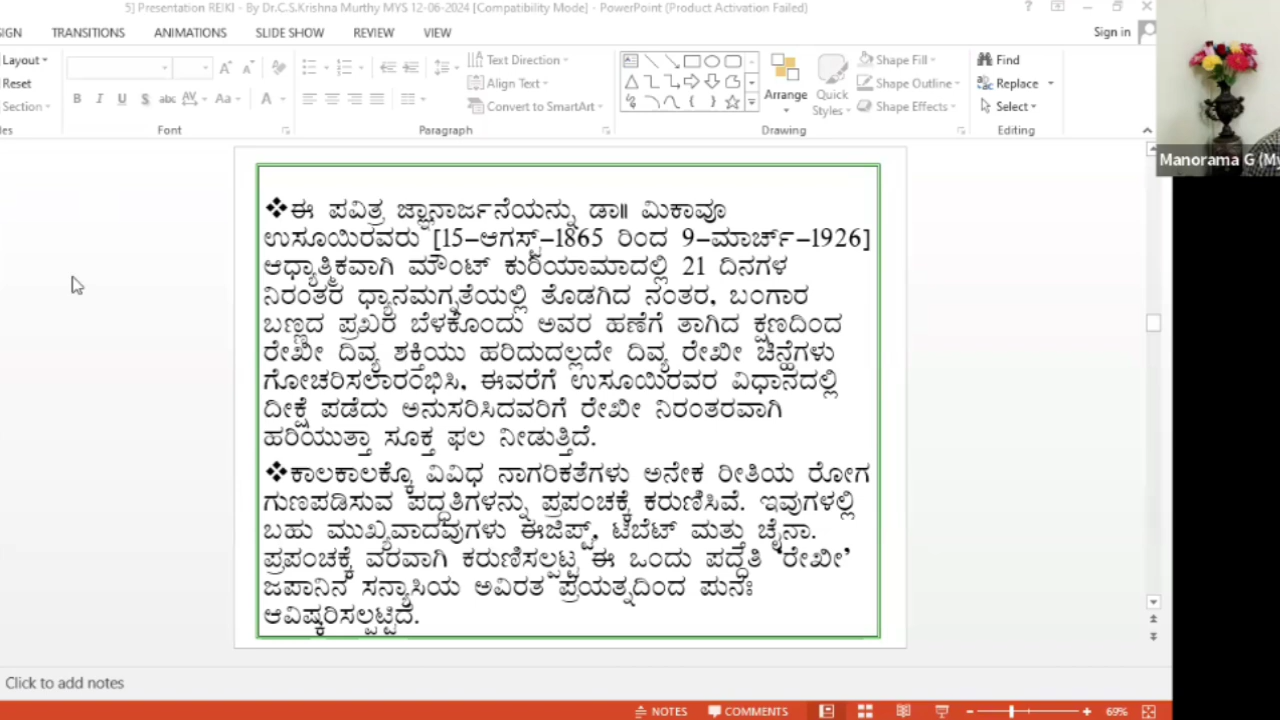 5] Presentation REIKI - By Dr.C.S.Krishna Murthy MYS 12-06-2024 [Compatibility Mode] - PowerPoint (Product Activation Failed)
SIGN TRANSITIONS ANIMATIONS SLIDE SHOW REVIEW VIEW Sign in
Layout
Reset
Section
Text Direction
Align Text
Convert to SmartArt
Arrange
Quick Styles
Shape Fill
Shape Outline
Shape Effects
Find
Replace
Select
Font Paragraph Drawing Editing
Manorama G (My
❖ಈ ಪವಿತ್ರ ಜ್ಞಾನಾರ್ಜನೆಯನ್ನು ಡಾ॥ ಮಿಕಾವೂ
ಉಸೂಯಿರವರು [15–ಆಗಸ್ಟ್–1865 ರಿಂದ 9–ಮಾರ್ಚ್–1926]
ಆಧ್ಯಾತ್ಮಿಕವಾಗಿ ಮೌಂಟ್ ಕುರಿಯಾಮಾದಲ್ಲಿ 21 ದಿನಗಳ
ನಿರಂತರ ಧ್ಯಾನಮಗ್ನತೆಯಲ್ಲಿ ತೊಡಗಿದ ನಂತರ, ಬಂಗಾರ
ಬಣ್ಣದ ಪ್ರಖರ ಬೆಳಕೊಂದು ಅವರ ಹಣೆಗೆ ತಾಗಿದ ಕ್ಷಣದಿಂದ
ರೇಖೀ ದಿವ್ಯ ಶಕ್ತಿಯು ಹರಿದುದಲ್ಲದೇ ದಿವ್ಯ ರೇಖೀ ಚಿನ್ಹೆಗಳು
ಗೋಚರಿಸಲಾರಂಭಿಸಿ, ಈವರೆಗೆ ಉಸೂಯಿರವರ ವಿಧಾನದಲ್ಲಿ
ದೀಕ್ಷೆ ಪಡೆದು ಅನುಸರಿಸಿದವರಿಗೆ ರೇಖೀ ನಿರಂತರವಾಗಿ
ಹರಿಯುತ್ತಾ ಸೂಕ್ತ ಫಲ ನೀಡುತ್ತಿದೆ.
❖ಕಾಲಕಾಲಕ್ಕೊ ವಿವಿಧ ನಾಗರಿಕತೆಗಳು ಅನೇಕ ರೀತಿಯ ರೋಗ
ಗುಣಪಡಿಸುವ ಪದ್ಧತಿಗಳನ್ನು ಪ್ರಪಂಚಕ್ಕೆ ಕರುಣಿಸಿವೆ. ಇವುಗಳಲ್ಲಿ
ಬಹು ಮುಖ್ಯವಾದವುಗಳು ಈಜಿಪ್ಟ್, ಟಿಬೆಟ್ ಮತ್ತು ಚೈನಾ.
ಪ್ರಪಂಚಕ್ಕೆ ವರವಾಗಿ ಕರುಣಿಸಲ್ಪಟ್ಟ ಈ ಒಂದು ಪದ್ಧತಿ ‘ರೇಖೀ’
ಜಪಾನಿನ ಸನ್ಯಾಸಿಯ ಅವಿರತ ಪ್ರಯತ್ನದಿಂದ ಪುನಃ
ಆವಿಷ್ಕರಿಸಲ್ಪಟ್ಟಿದೆ.
Click to add notes
NOTES COMMENTS 69%